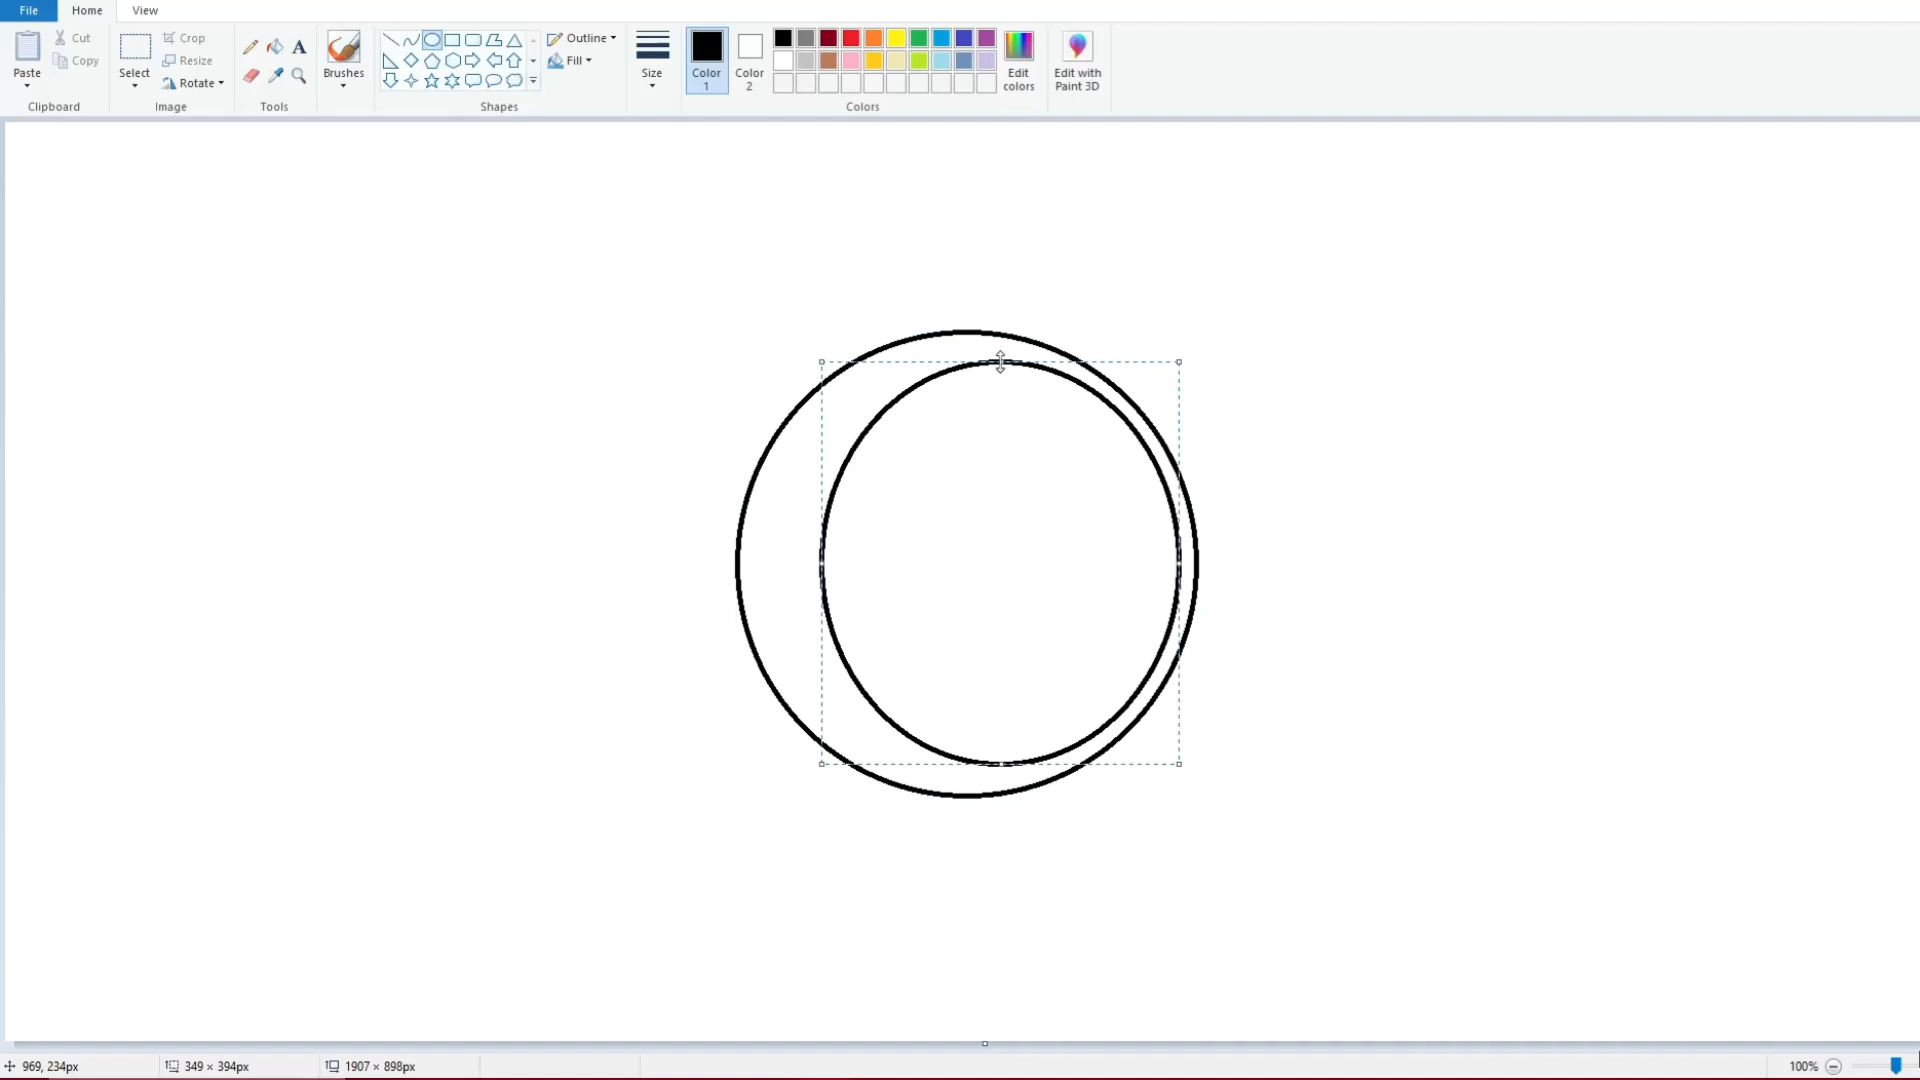 File Home View
Paste
Cut
Copy
Clipboard
Select
Crop
Resize
Rotate
Image
A
Tools
Brushes
Outline
Fill
Shapes
Size
Color
1
Color
2
Edit
colors
Colors
Edit with
Paint 3D
969, 234px 349 × 394px 1907 × 898px 100%